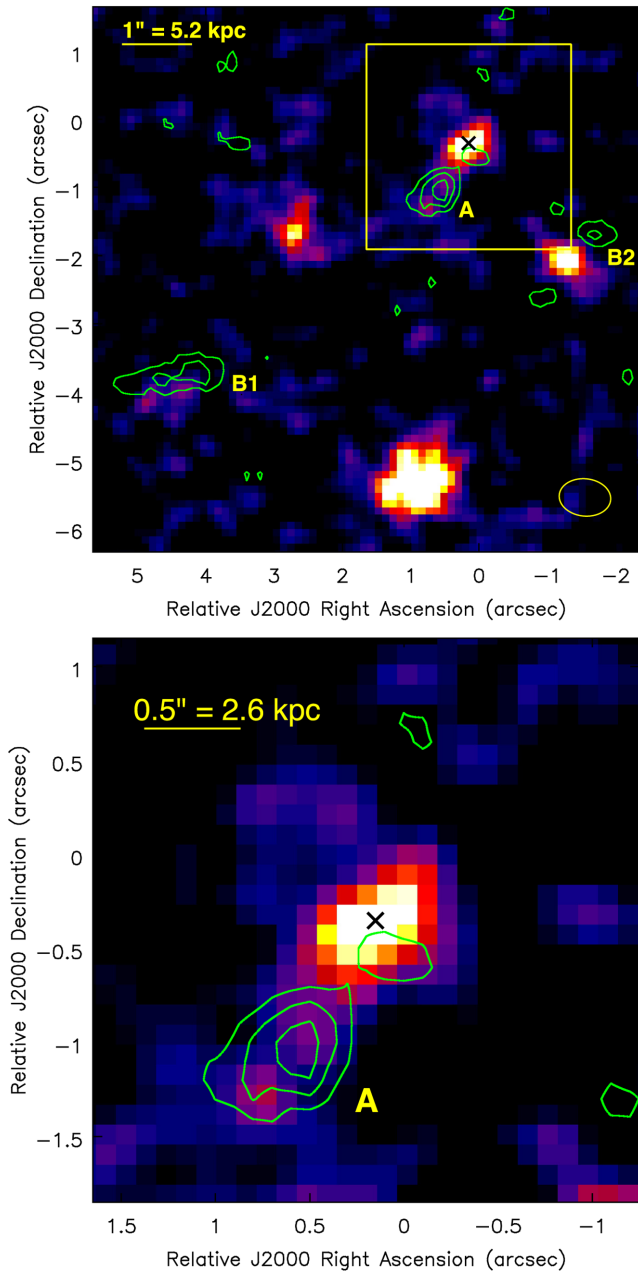 1" = 5.2 kpc
1
0
−1
−2
−3
−4
−5
−6
Relative J2000 Declination (arcsec)
A
B2
B1
5 4 3 2 1 0 −1 −2
Relative J2000 Right Ascension (arcsec)
0.5" = 2.6 kpc
1
0.5
0
−0.5
−1
−1.5
Relative J2000 Declination (arcsec)
A
1.5 1 0.5 0 −0.5 −1
Relative J2000 Right Ascension (arcsec)